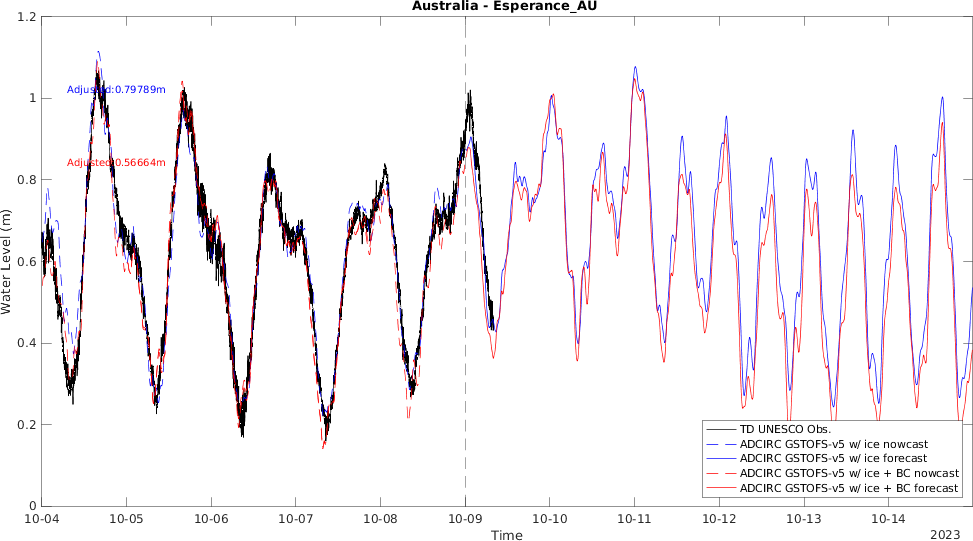 Australia - Esperance_AU
1.2
1
0.8
0.6
0.4
0.2
0
Water Level (m)
Adjusted:0.79789m
Adjusted:0.56664m
TD UNESCO Obs.
ADCIRC GSTOFS-v5 w/ ice nowcast
ADCIRC GSTOFS-v5 w/ ice forecast
ADCIRC GSTOFS-v5 w/ ice + BC nowcast
ADCIRC GSTOFS-v5 w/ ice + BC forecast
10-04 10-05 10-06 10-07 10-08 10-09 10-10 10-11 10-12 10-13 10-14
Time
2023